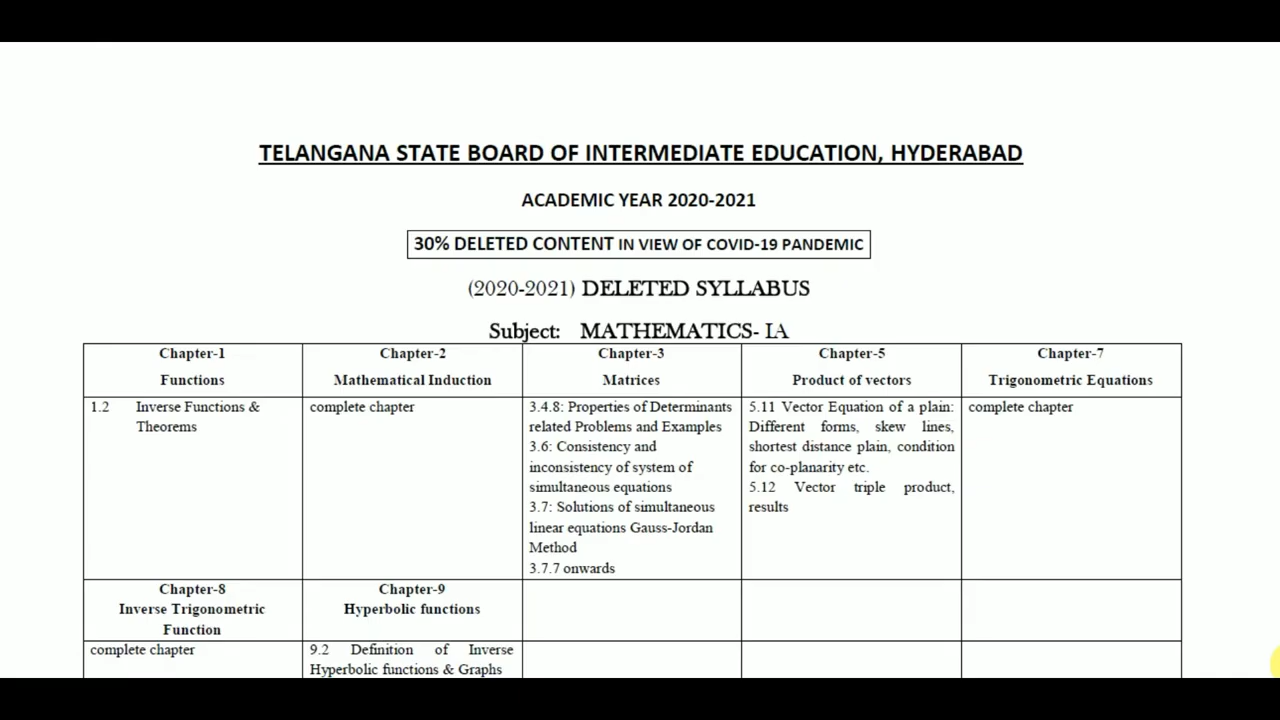 TELANGANA STATE BOARD OF INTERMEDIATE EDUCATION, HYDERABAD
ACADEMIC YEAR 2020-2021
30% DELETED CONTENT IN VIEW OF COVID-19 PANDEMIC
(2020-2021) DELETED SYLLABUS
Subject: MATHEMATICS- IA
Chapter-1
Functions
Chapter-2
Mathematical Induction
Chapter-3
Matrices
Chapter-5
Product of vectors
Chapter-7
Trigonometric Equations
1.2 Inverse Functions &
Theorems
complete chapter
3.4.8: Properties of Determinants
related Problems and Examples
3.6: Consistency and
inconsistency of system of
simultaneous equations
3.7: Solutions of simultaneous
linear equations Gauss-Jordan
Method
3.7.7 onwards
5.11 Vector Equation of a plain:
Different forms, skew lines,
shortest distance plain, condition
for co-planarity etc.
5.12 Vector triple product,
results
complete chapter
Chapter-8
Inverse Trigonometric
Function
Chapter-9
Hyperbolic functions
complete chapter
9.2 Definition of Inverse
Hyperbolic functions & Graphs